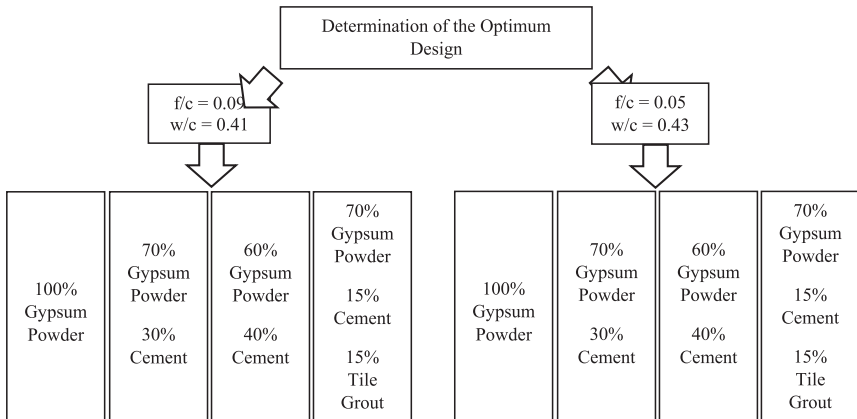 Determination of the Optimum
Design
f/c = 0.09
w/c = 0.41
f/c = 0.05
w/c = 0.43
100%
Gypsum
Powder
70%
Gypsum
Powder
30%
Cement
60%
Gypsum
Powder
40%
Cement
70%
Gypsum
Powder
15%
Cement
15%
Tile
Grout
100%
Gypsum
Powder
70%
Gypsum
Powder
30%
Cement
60%
Gypsum
Powder
40%
Cement
70%
Gypsum
Powder
15%
Cement
15%
Tile
Grout